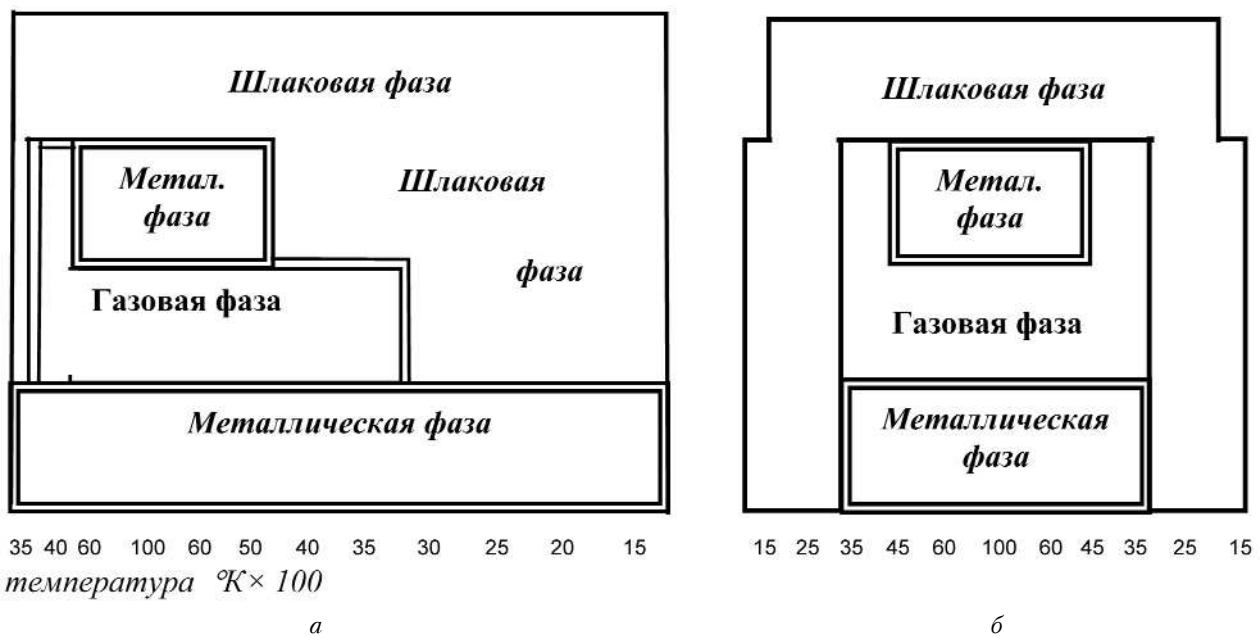 Шлаковая фаза
Метал.
фаза
Шлаковая
фаза
Газовая фаза
Металлическая фаза
35 40 60 100 60 50 40 35 30 25 20 15
температура °К × 100
а
Шлаковая фаза
Метал.
фаза
Газовая фаза
Металлическая
фаза
15 25 35 45 60 100 60 45 35 25 15
б